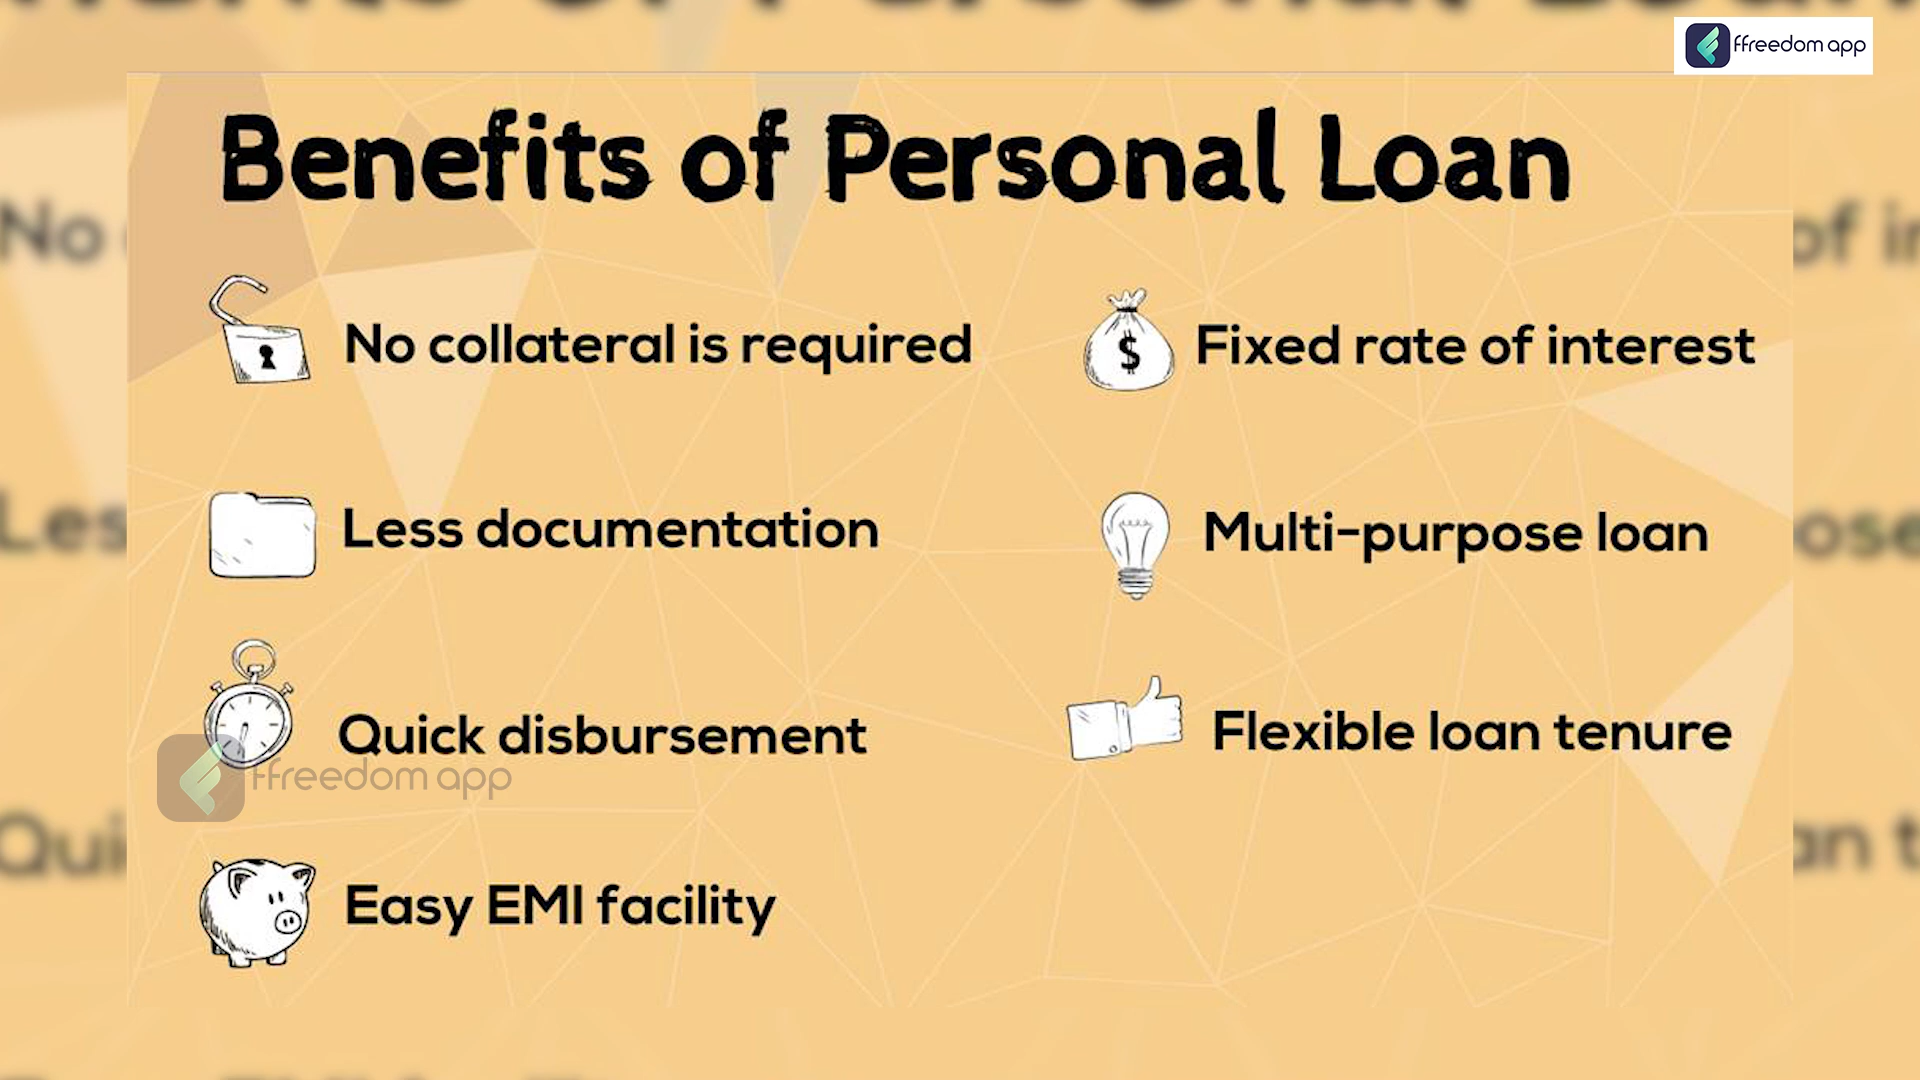 ffreedom app
Benefits of Personal Loan
No collateral is required
Fixed rate of interest
Less documentation
Multi-purpose loan
Quick disbursement
Flexible loan tenure
ffreedom app
Easy EMI facility
$